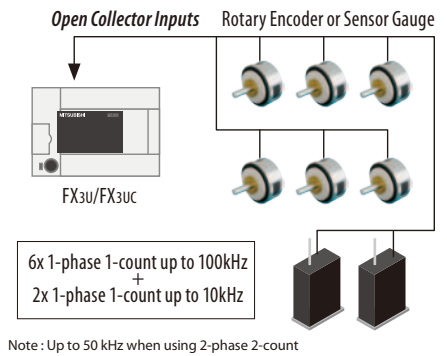 Open Collector Inputs
Rotary Encoder or Sensor Gauge
MITSUBISHI
FX3U/FX3UC
6x 1-phase 1-count up to 100kHz
+
2x 1-phase 1-count up to 10kHz
Note : Up to 50 kHz when using 2-phase 2-count